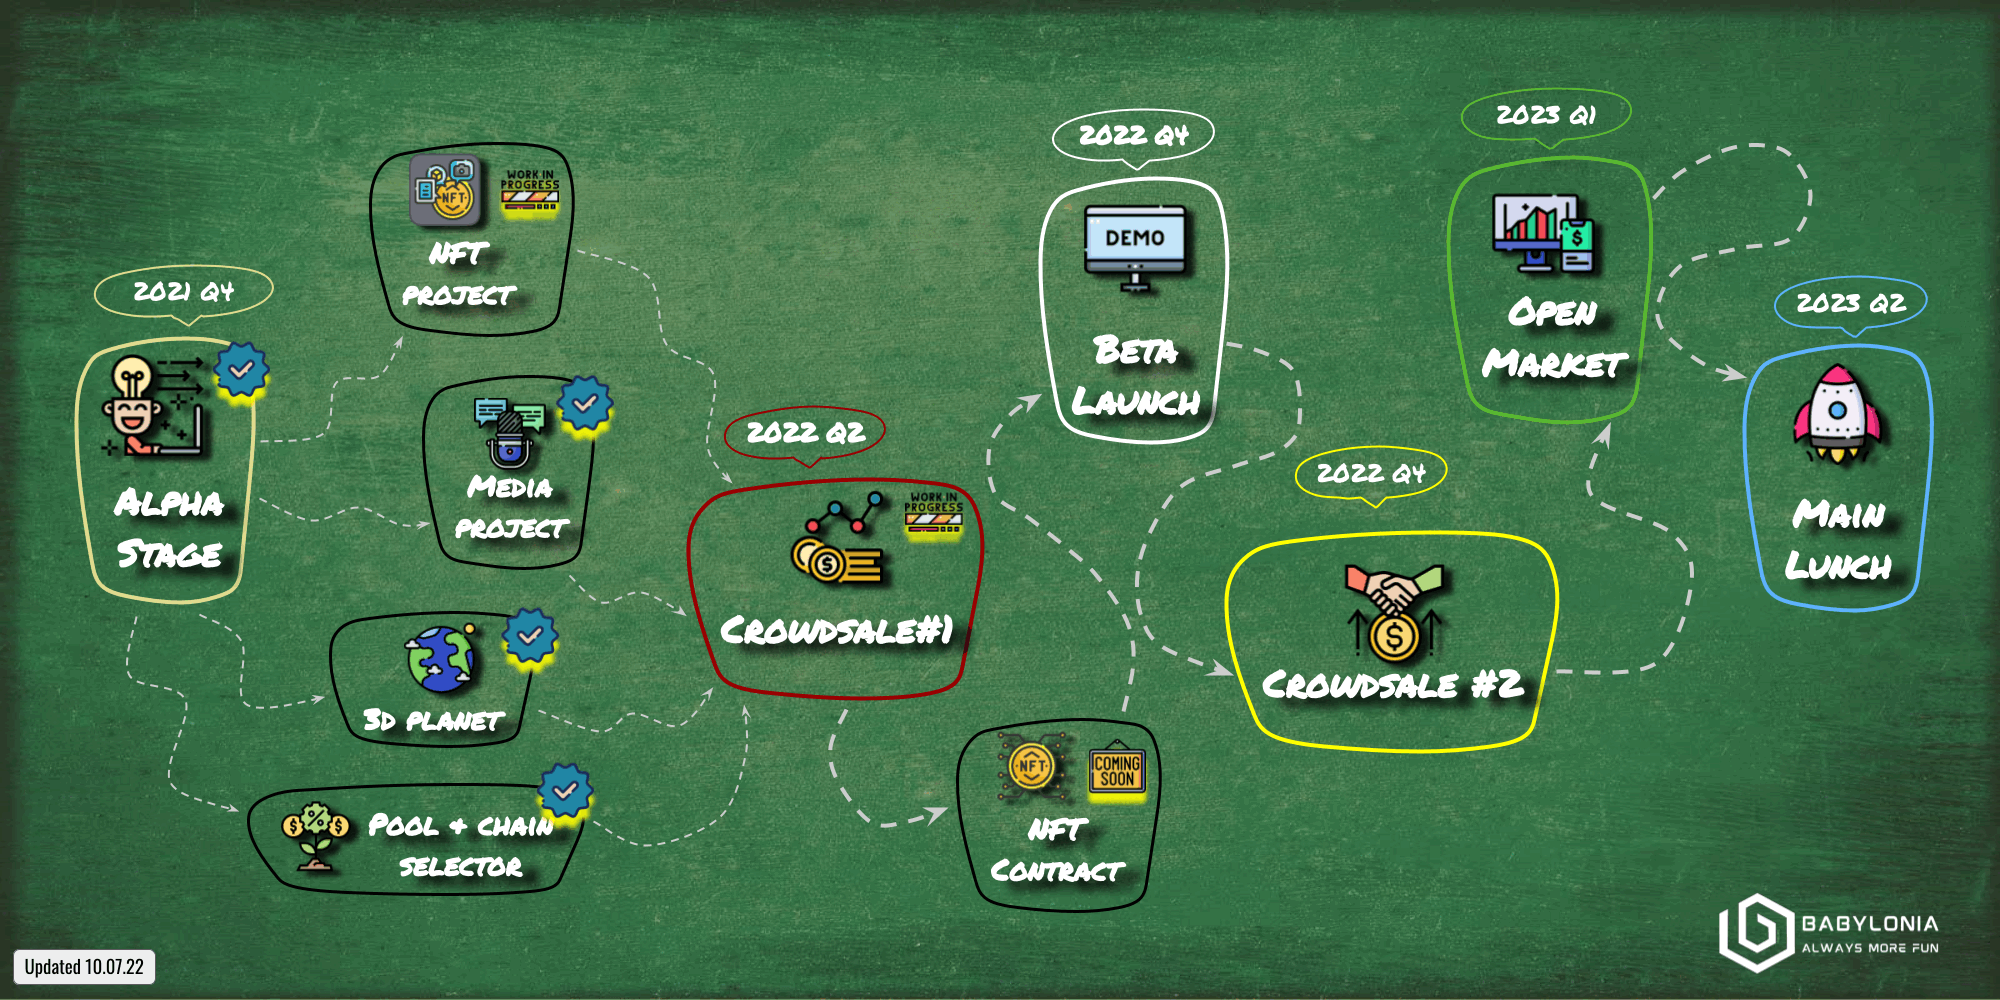 2021 Q4
ALPHA
STAGE
NFT
WORK IN
PROGRESS
NFT
PROJECT
MEDIA
PROJECT
3D PLANET
POOL + CHAIN
SELECTOR
2022 Q2
WORK IN
PROGRESS
CROWDSALE#1
NFT
COMING
SOON
NFT
CONTRACT
2022 Q4
DEMO
BETA
LAUNCH
2022 Q4
CROWDSALE #2
2023 Q1
OPEN
MARKET
2023 Q2
MAIN
LUNCH
Updated 10.07.22
BABYLONIA
ALWAYS MORE FUN